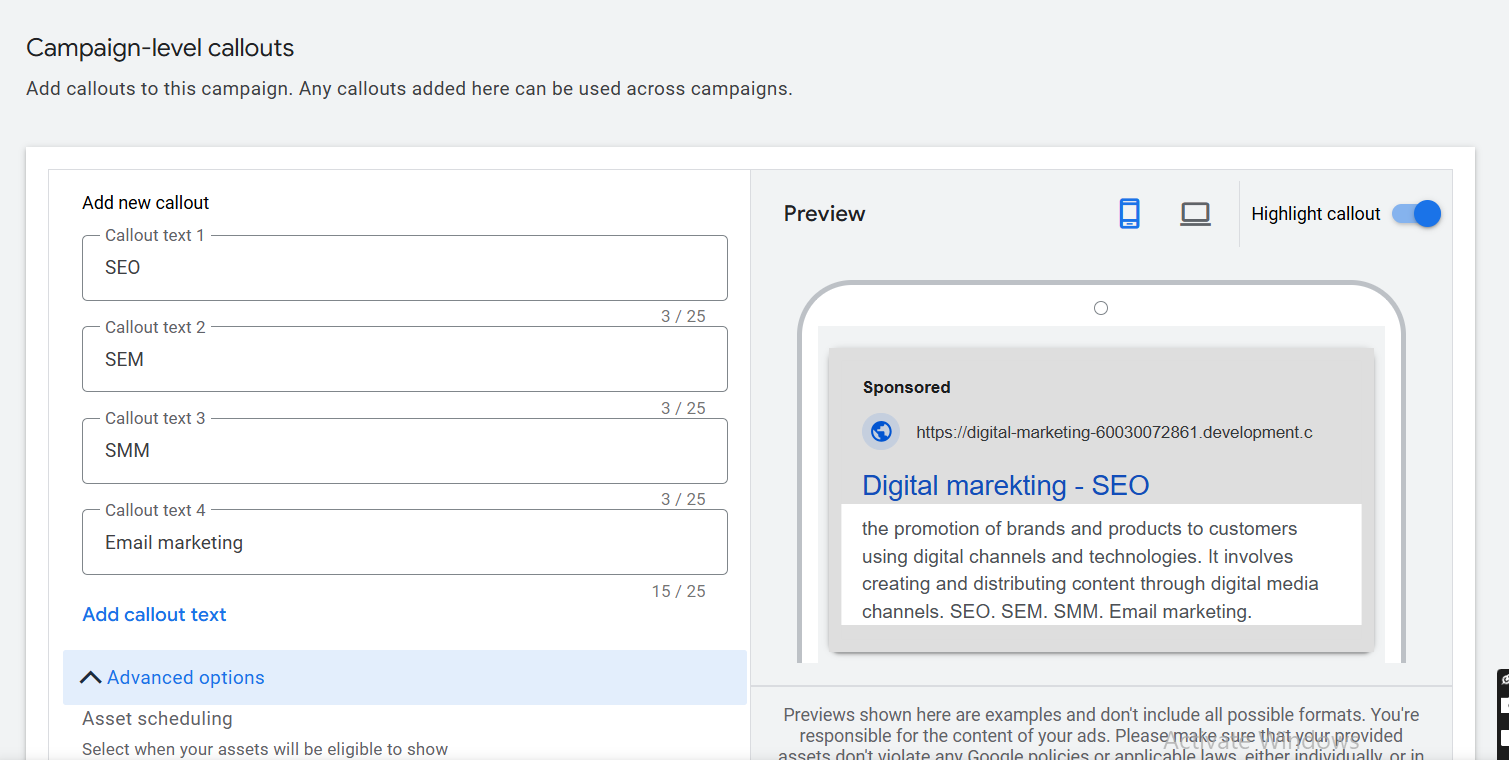 Campaign-level callouts
Add callouts to this campaign. Any callouts added here can be used across campaigns.
Add new callout
Callout text 1
SEO
3 / 25
Callout text 2
SEM
3 / 25
Callout text 3
SMM
3 / 25
Callout text 4
Email marketing
15 / 25
Add callout text
Advanced options
Asset scheduling
Select when your assets will be eligible to show
Preview
Highlight callout
Sponsored
https://digital-marketing-60030072861.development.c
Digital marekting - SEO
the promotion of brands and products to customers
using digital channels and technologies. It involves
creating and distributing content through digital media
channels. SEO. SEM. SMM. Email marketing.
Previews shown here are examples and don't include all possible formats. You're
responsible for the content of your ads. Please make sure that your provided
assets don't violate any Google policies or applicable laws, either individually, or in
Activate Windows